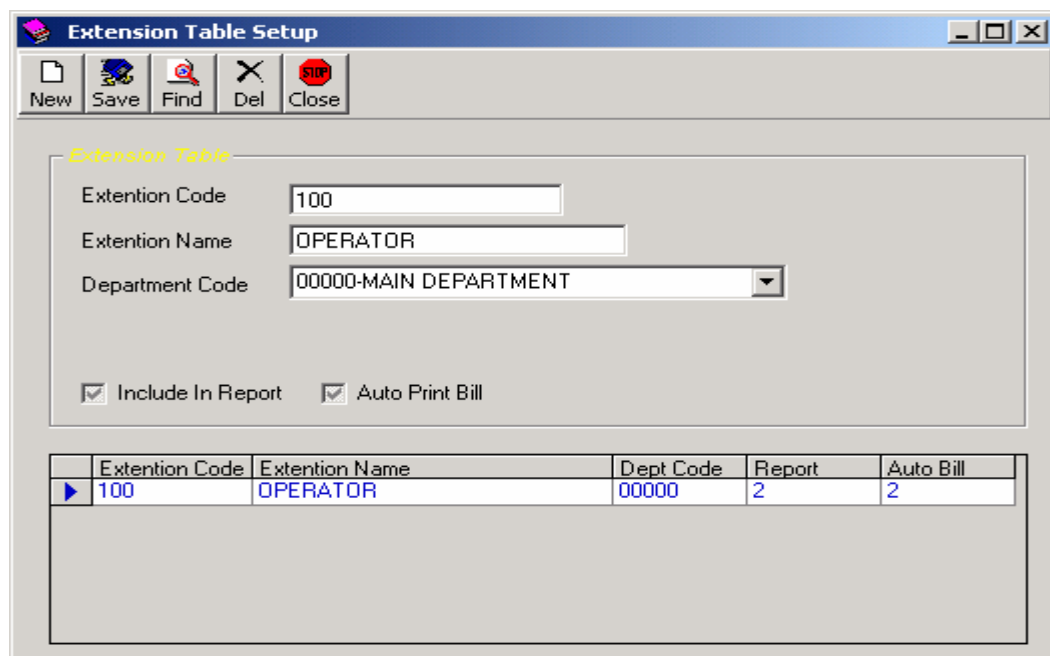 Extension Table Setup
New Save Find Del STOP Close
Extension Table
Extention Code 100
Extention Name OPERATOR
Department Code 00000-MAIN DEPARTMENT
Include In Report Auto Print Bill
Extention Code Extention Name Dept Code Report Auto Bill
100 OPERATOR 00000 2 2